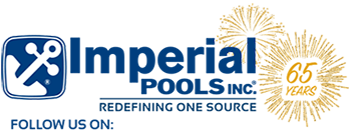 Imperial
POOLS INC.®
REDEFINING ONE SOURCE
65
YEARS
FOLLOW US ON: